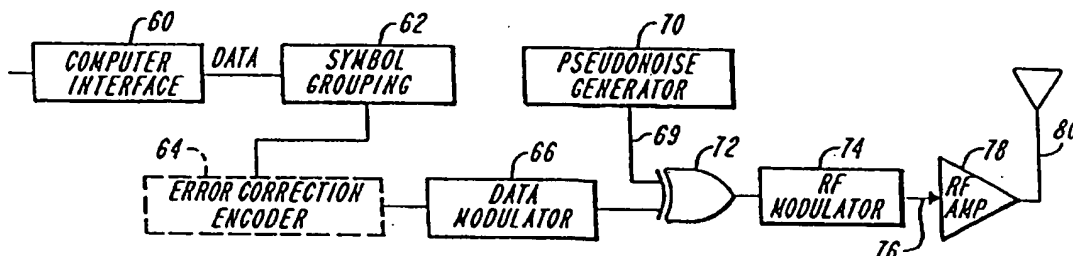 60
COMPUTER
INTERFACE
DATA
62
SYMBOL
GROUPING
70
PSEUDONOISE
GENERATOR
64
ERROR CORRECTION
ENCODER
66
DATA
MODULATOR
69
72
74
RF
MODULATOR
76
78
RF
AMP
80